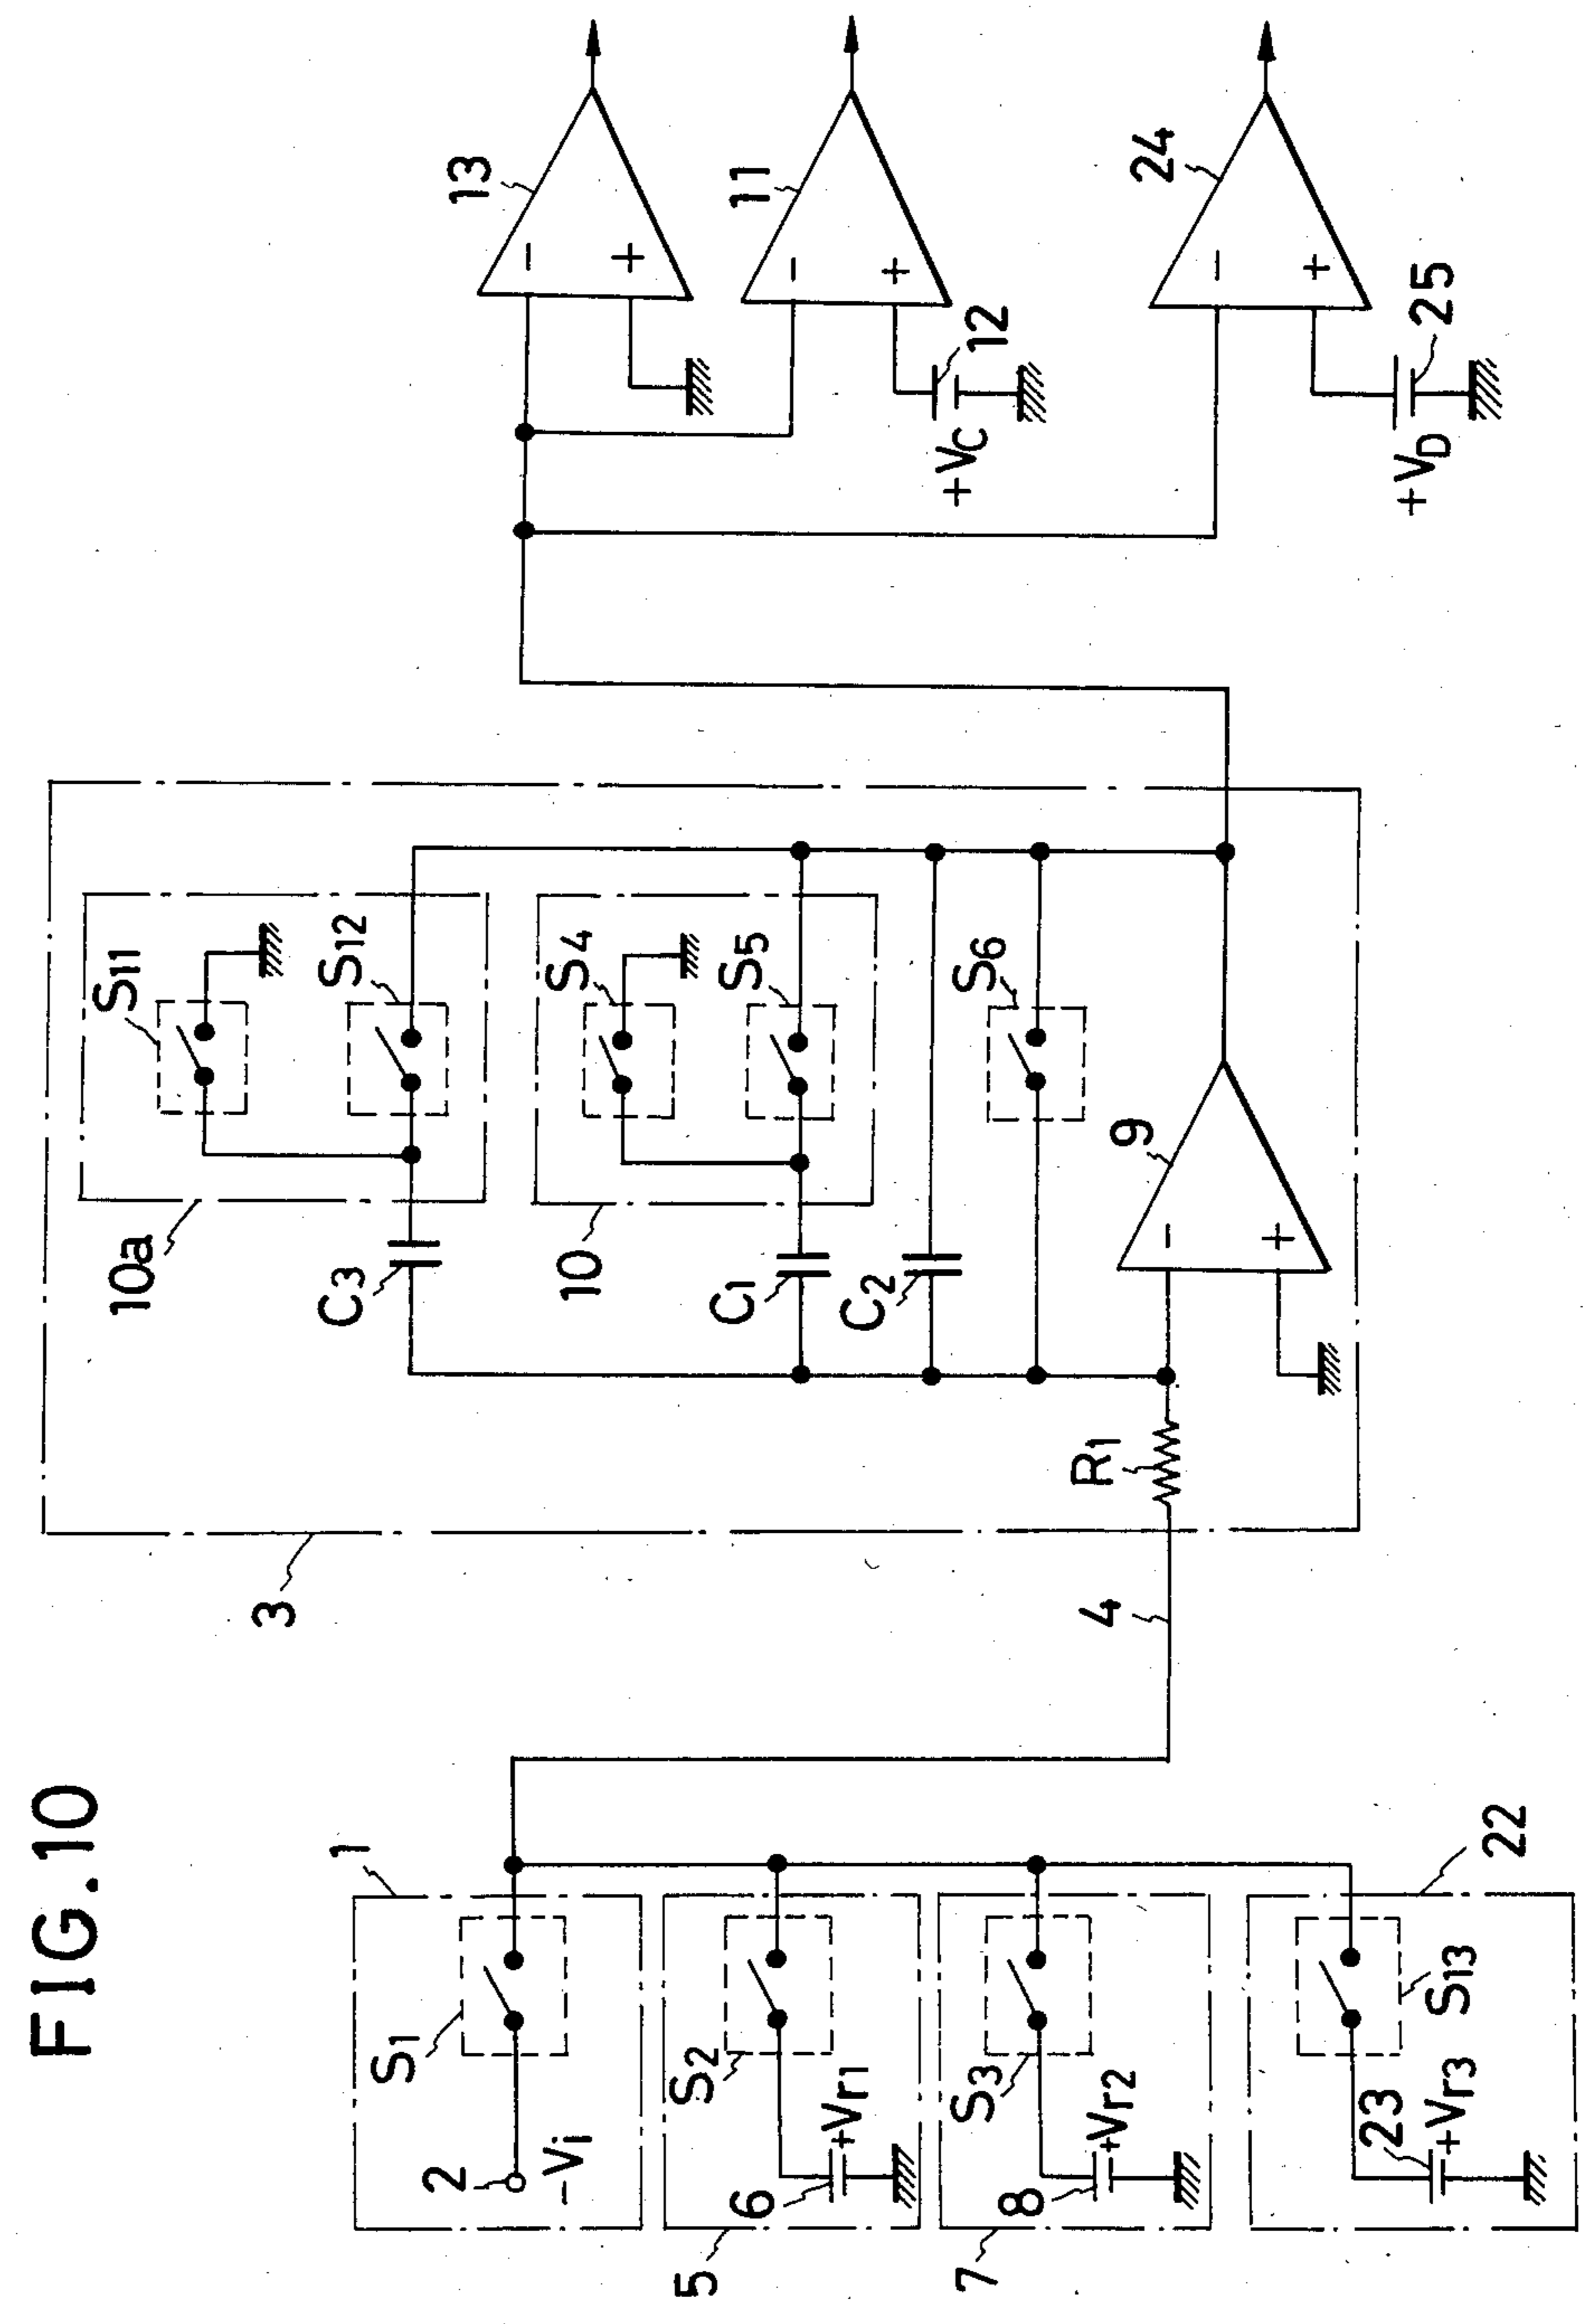 FIG.10
1
S1
2
-Vi
5
S2
6
+Vr1
7
S3
8
+Vr2
22
S13
23
+Vr3
3
4
R1
10a
S11
S12
C3
10
S4
S5
C1
C2
S6
9
-
+
13
-
+
11
-
+
12
+VC
24
-
+
25
+VD